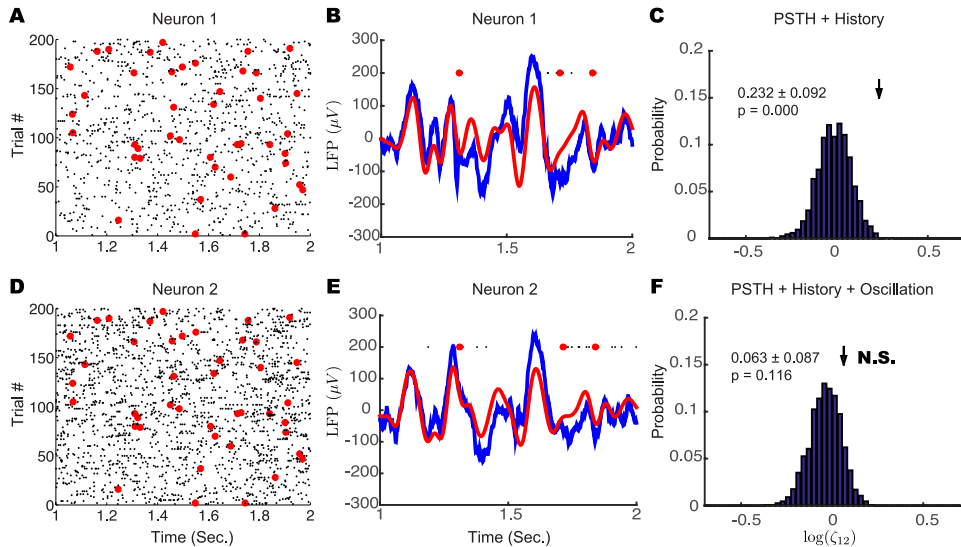 A
Neuron 1
Trial #
200
150
100
50
0
1
1.2
1.4
1.6
1.8
2
B
Neuron 1
LFP (μV)
300
200
100
0
-100
-200
-300
1
1.5
2
C
PSTH + History
Probability
0.2
0.15
0.1
0.05
0
0.232 ± 0.092
p = 0.000
-0.5
0
0.5
D
Neuron 2
Trial #
200
150
100
50
0
1
1.2
1.4
1.6
1.8
2
Time (Sec.)
E
Neuron 2
LFP (μV)
300
200
100
0
-100
-200
300
1
1.5
2
Time (Sec.)
F
PSTH + History + Oscillation
Probability
0.2
0.15
0.1
0.05
0
0.063 ± 0.087
p = 0.116
N.S.
-0.5
0
0.5
log(ζ₁₂)